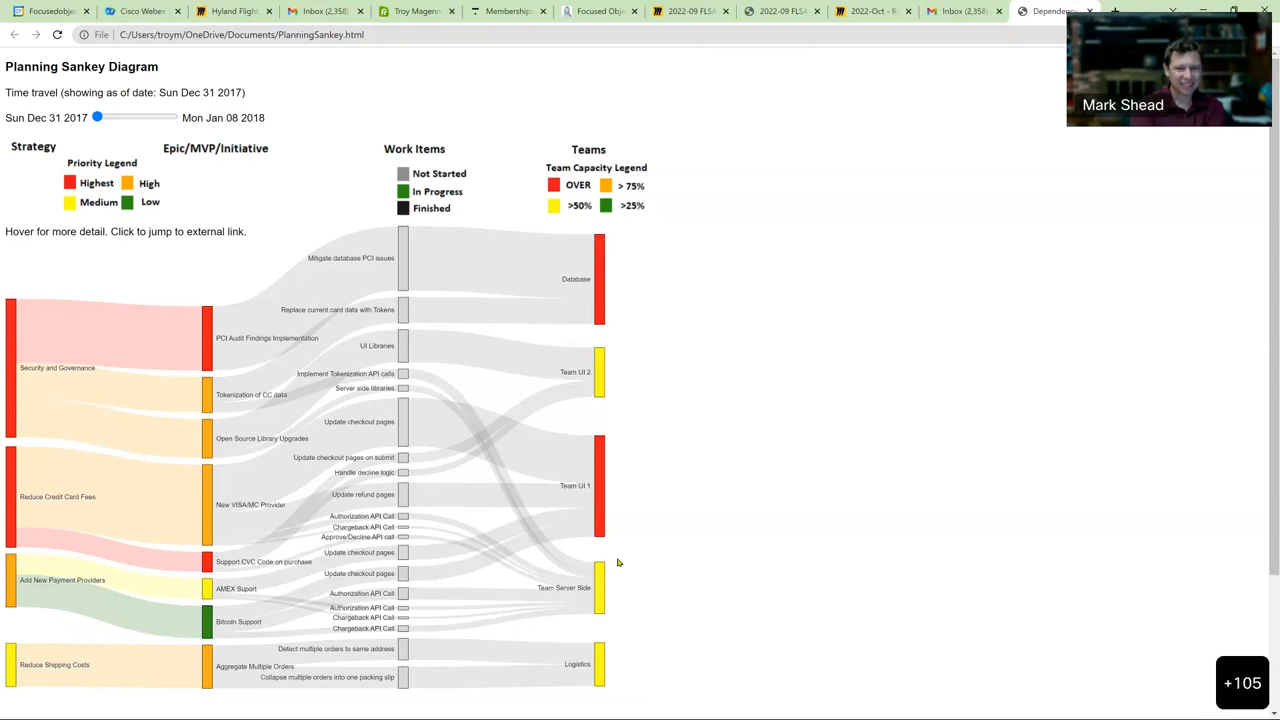 Calendar
Cisco Webex
Hyland Flight
Inbox (2,358)
Troy Magen
Membership
Focused Obje
2022-09 FLSA
2022-09 FLS
2022-Oct - R
Inbox (2,358)
Depende
File C:/Users/troym/OneDrive/Documents/PlanningSankey.html
Mark Shead
Planning Sankey Diagram
Time travel (showing as of date: Sun Dec 31 2017)
Sun Dec 31 2017 Mon Jan 08 2018
Strategy Epic/MVP/Initiative Work Items Teams
Priority Legend
Highest High
Medium Low
Not Started
In Progress
Finished
Team Capacity Legend
OVER > 75%
>50% >25%
Hover for more detail. Click to jump to external link.
Security and Governance
Reduce Credit Card Fees
Add New Payment Providers
Reduce Shipping Costs
PCI Audit Findings Implementation
Tokenization of CC data
Open Source Library Upgrades
New VISA/MC Provider
Support CVC Code on purchase
AMEX Suport
Bitcoin Support
Aggregate Multiple Orders
Mitigate database PCI issues
Replace current card data with Tokens
UI Libraries
Implement Tokenization API calls
Server side libraries
Update checkout pages
Update checkout pages on submit
Handle decline logic
Update refund pages
Authorization API Call
Chargeback API Call
Approve/Decline API call
Update checkout pages
Update checkout pages
Authorization API Call
Authorization API Call
Chargeback API Call
Chargeback API Call
Detect multiple orders to same address
Collapse multiple orders into one packing slip
Database
Team UI 2
Team UI 1
Team Server Side
Logistics
+105